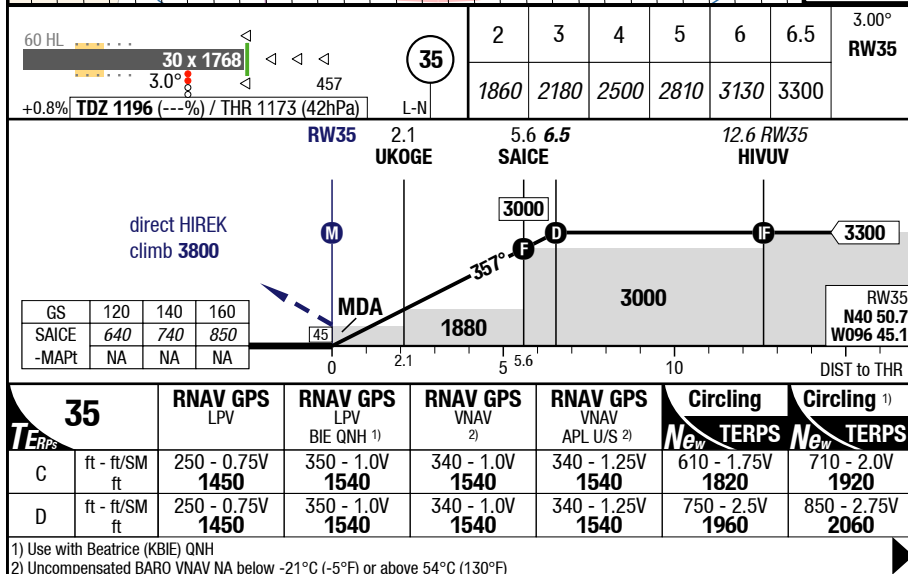 60 HL
30 x 1768
3.0°
457
+0.8% TDZ 1196 (---%) / THR 1173 (42hPa)
35
L-N
2 3 4 5 6 6.5 3.00° RW35
1860 2180 2500 2810 3130 3300
RW35 2.1 5.6 6.5 12.6 RW35
UKOGE SAICE HIVUV
3000
direct HIREK
climb 3800
M F D IF 3300
357°
3000
MDA
1880
45
RW35
N40 50.7
W096 45.1
GS 120 140 160
SAICE 640 740 850
-MAPt NA NA NA
0 2.1 5 5.6 10 DIST to THR
TERPs 35 RNAV GPS LPV RNAV GPS LPV BIE QNH 1) RNAV GPS VNAV 2) RNAV GPS VNAV APL U/S 2) Circling New TERPS Circling 1) New TERPS
C ft - ft/SM 250 - 0.75V 350 - 1.0V 340 - 1.0V 340 - 1.25V 610 - 1.75V 710 - 2.0V
ft 1450 1540 1540 1540 1820 1920
D ft - ft/SM 250 - 0.75V 350 - 1.0V 340 - 1.0V 340 - 1.25V 750 - 2.5V 850 - 2.75V
ft 1450 1540 1540 1540 1960 2060
1) Use with Beatrice (KBIE) QNH
2) Uncompensated BARO VNAV NA below -21°C (-5°F) or above 54°C (130°F)